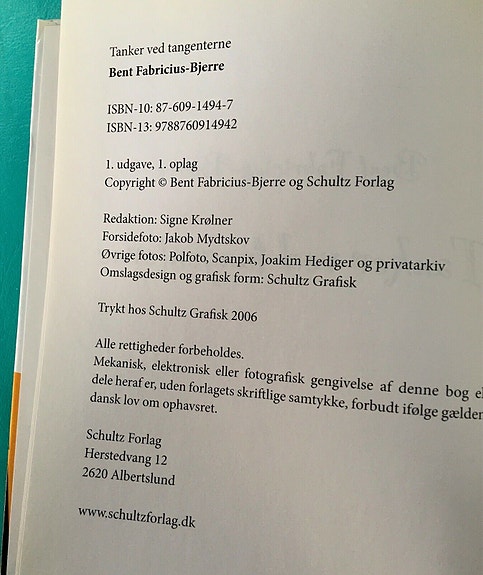 Tanker ved tangenterne
Bent Fabricius-Bjerre
ISBN-10: 87-609-1494-7
ISBN-13: 9788760914942
1. udgave, 1. oplag
Copyright © Bent Fabricius-Bjerre og Schultz Forlag
Redaktion: Signe Krølner
Forsidefoto: Jakob Mydtskov
Øvrige fotos: Polfoto, Scanpix, Joakim Hediger og privatarkiv
Omslagsdesign og grafisk form: Schultz Grafisk
Trykt hos Schultz Grafisk 2006
Alle rettigheder forbeholdes.
Mekanisk, elektronisk eller fotografisk gengivelse af denne bog el
dele heraf er, uden forlagets skriftlige samtykke, forbudt ifølge gælden
dansk lov om ophavsret.
Schultz Forlag
Herstedvang 12
2620 Albertslund
www.schultzforlag.dk